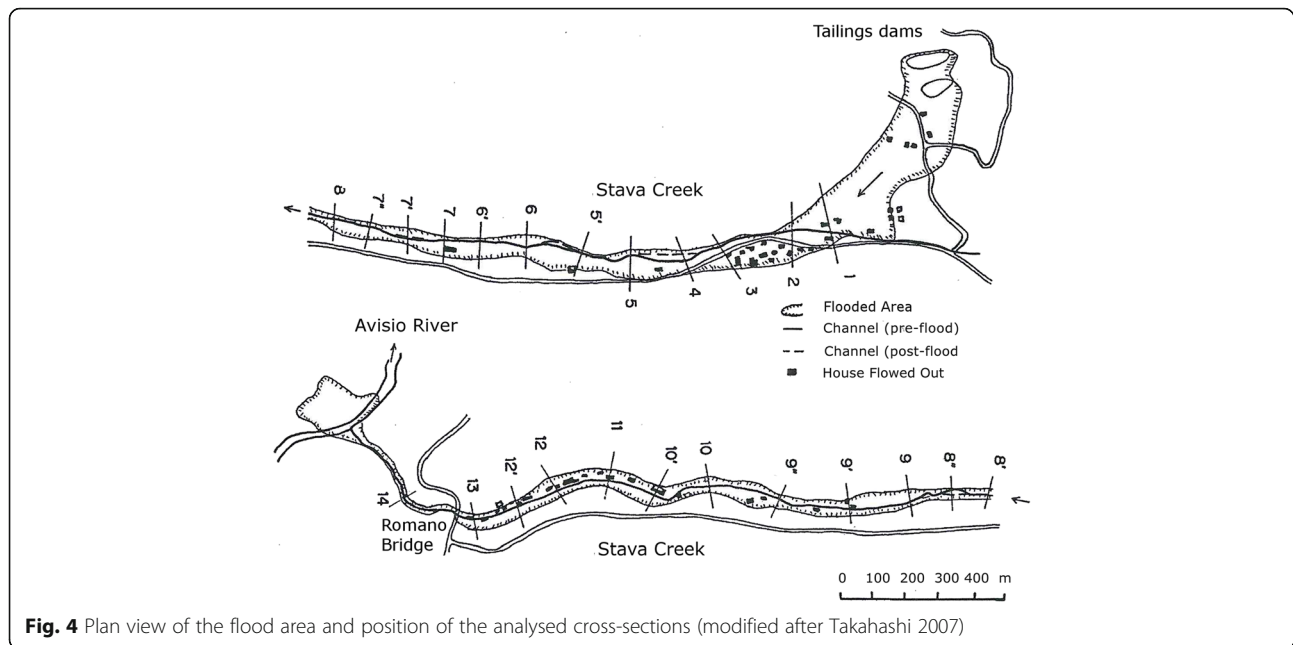 Tailings dams
Stava Creek
8 7" 7' 7 6' 6 5' 5 4 3 2 1
Flooded Area
Channel (pre-flood)
Channel (post-flood
House Flowed Out
Avisio River
14 13 12' 12 11 10' 10 9" 9' 9 8" 8'
Romano
Bridge
Stava Creek
0 100 200 300 400 m
Fig. 4 Plan view of the flood area and position of the analysed cross-sections (modified after Takahashi 2007)